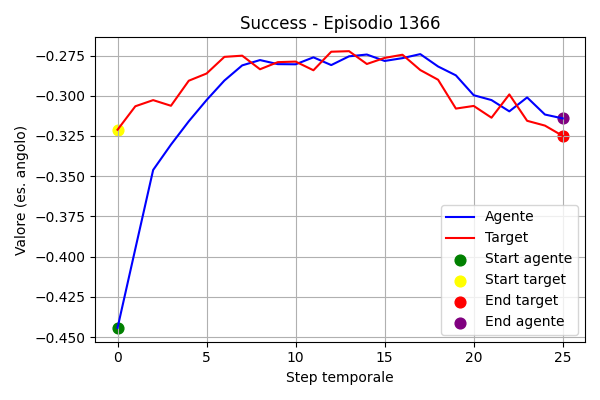 Success - Episodio 1366
Valore (es. angolo)
−0.275
−0.300
−0.325
−0.350
−0.375
−0.400
−0.425
−0.450
0
5
10
15
20
25
Step temporale
Agente
Target
Start agente
Start target
End target
End agente